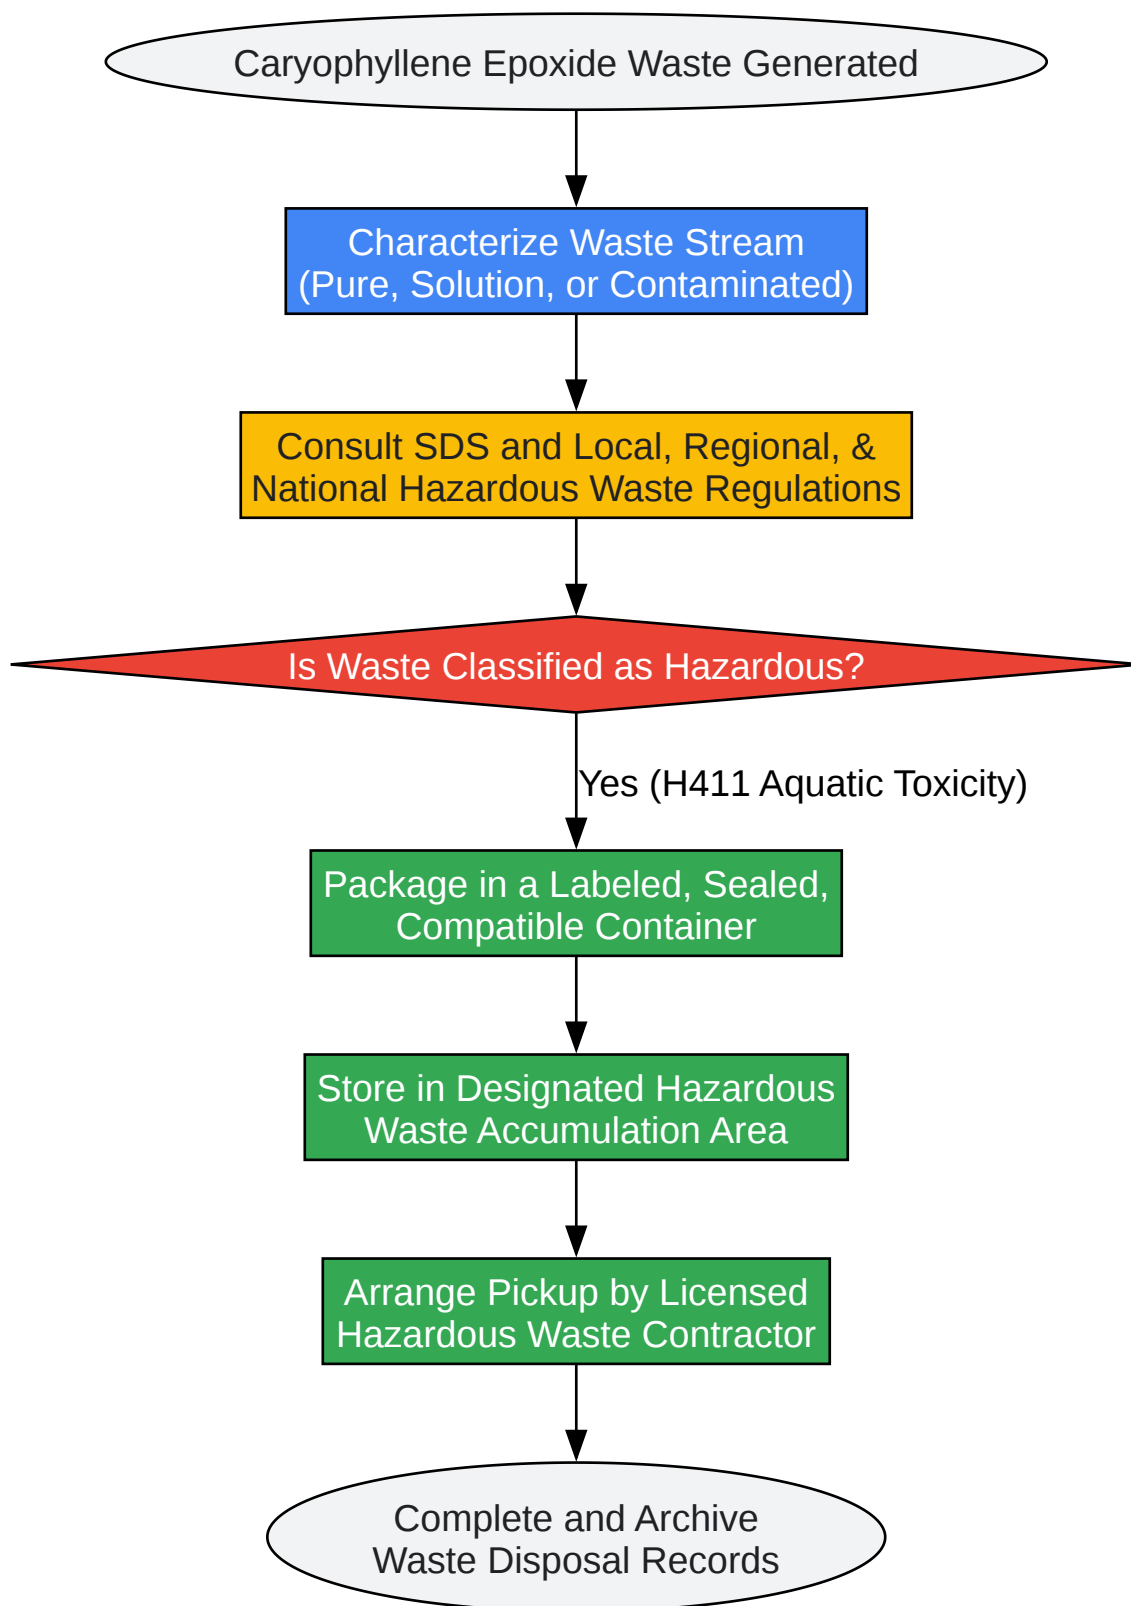 Caryophyllene Epoxide Waste Generated
Characterize Waste Stream
(Pure, Solution, or Contaminated)
Consult SDS and Local, Regional, &
National Hazardous Waste Regulations
Is Waste Classified as Hazardous?
Yes (H411 Aquatic Toxicity)
Package in a Labeled, Sealed,
Compatible Container
Store in Designated Hazardous
Waste Accumulation Area
Arrange Pickup by Licensed
Hazardous Waste Contractor
Complete and Archive
Waste Disposal Records